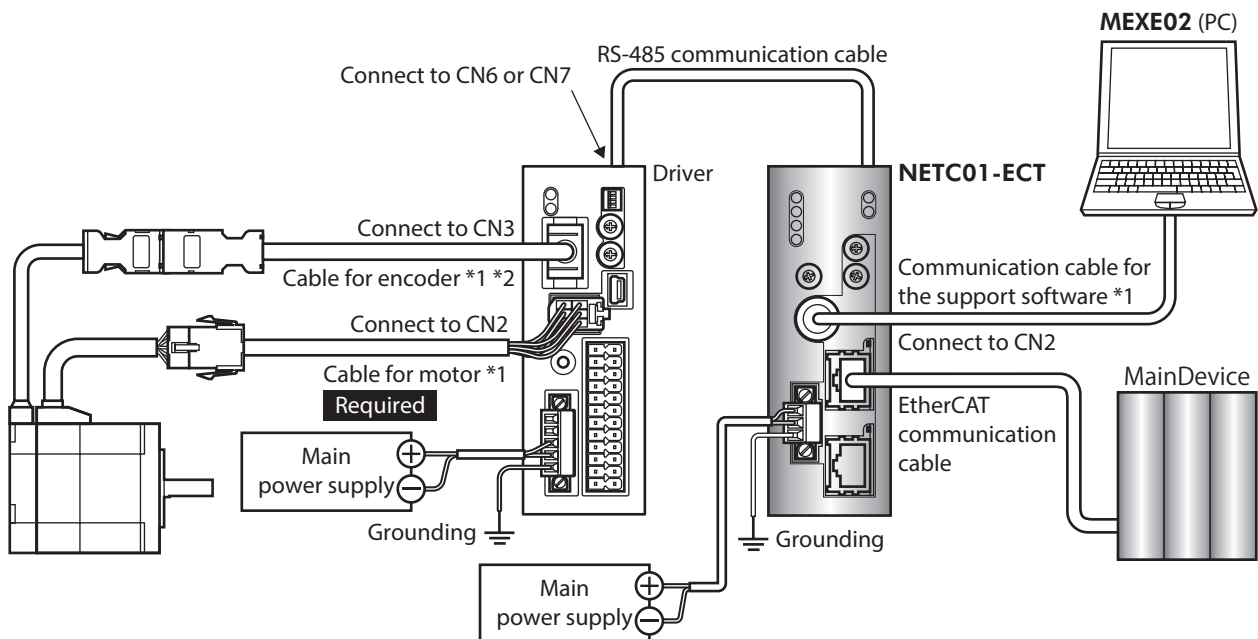 MEXE02 (PC)
RS-485 communication cable
Connect to CN6 or CN7
Driver
NETC01-ECT
Connect to CN3
Cable for encoder *1 *2
Connect to CN2
Cable for motor *1
Required
Main
power supply
+
−
Grounding
Communication cable for
the support software *1
Connect to CN2
EtherCAT
communication
cable
MainDevice
Grounding
Main
power supply
+
−